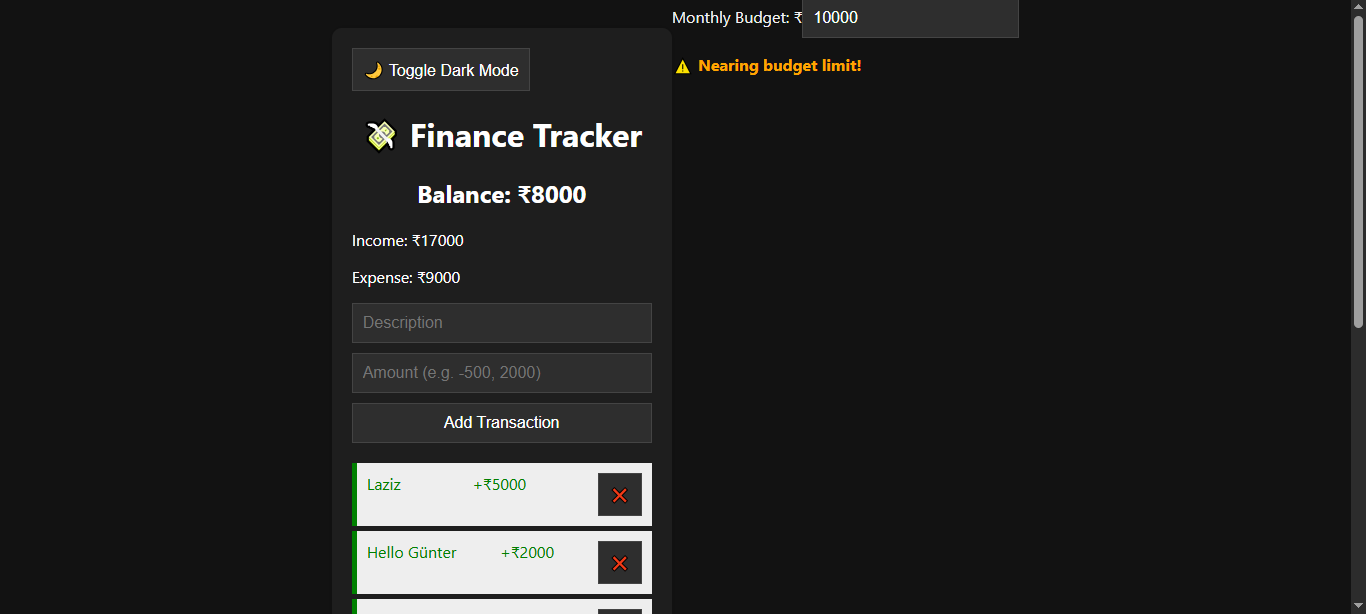 Monthly Budget: ₹ 10000
⚠ Nearing budget limit!
🌙 Toggle Dark Mode
💸 Finance Tracker
Balance: ₹8000
Income: ₹17000
Expense: ₹9000
Description
Amount (e.g. -500, 2000)
Add Transaction
Laziz +₹5000 ❌
Hello Günter +₹2000 ❌